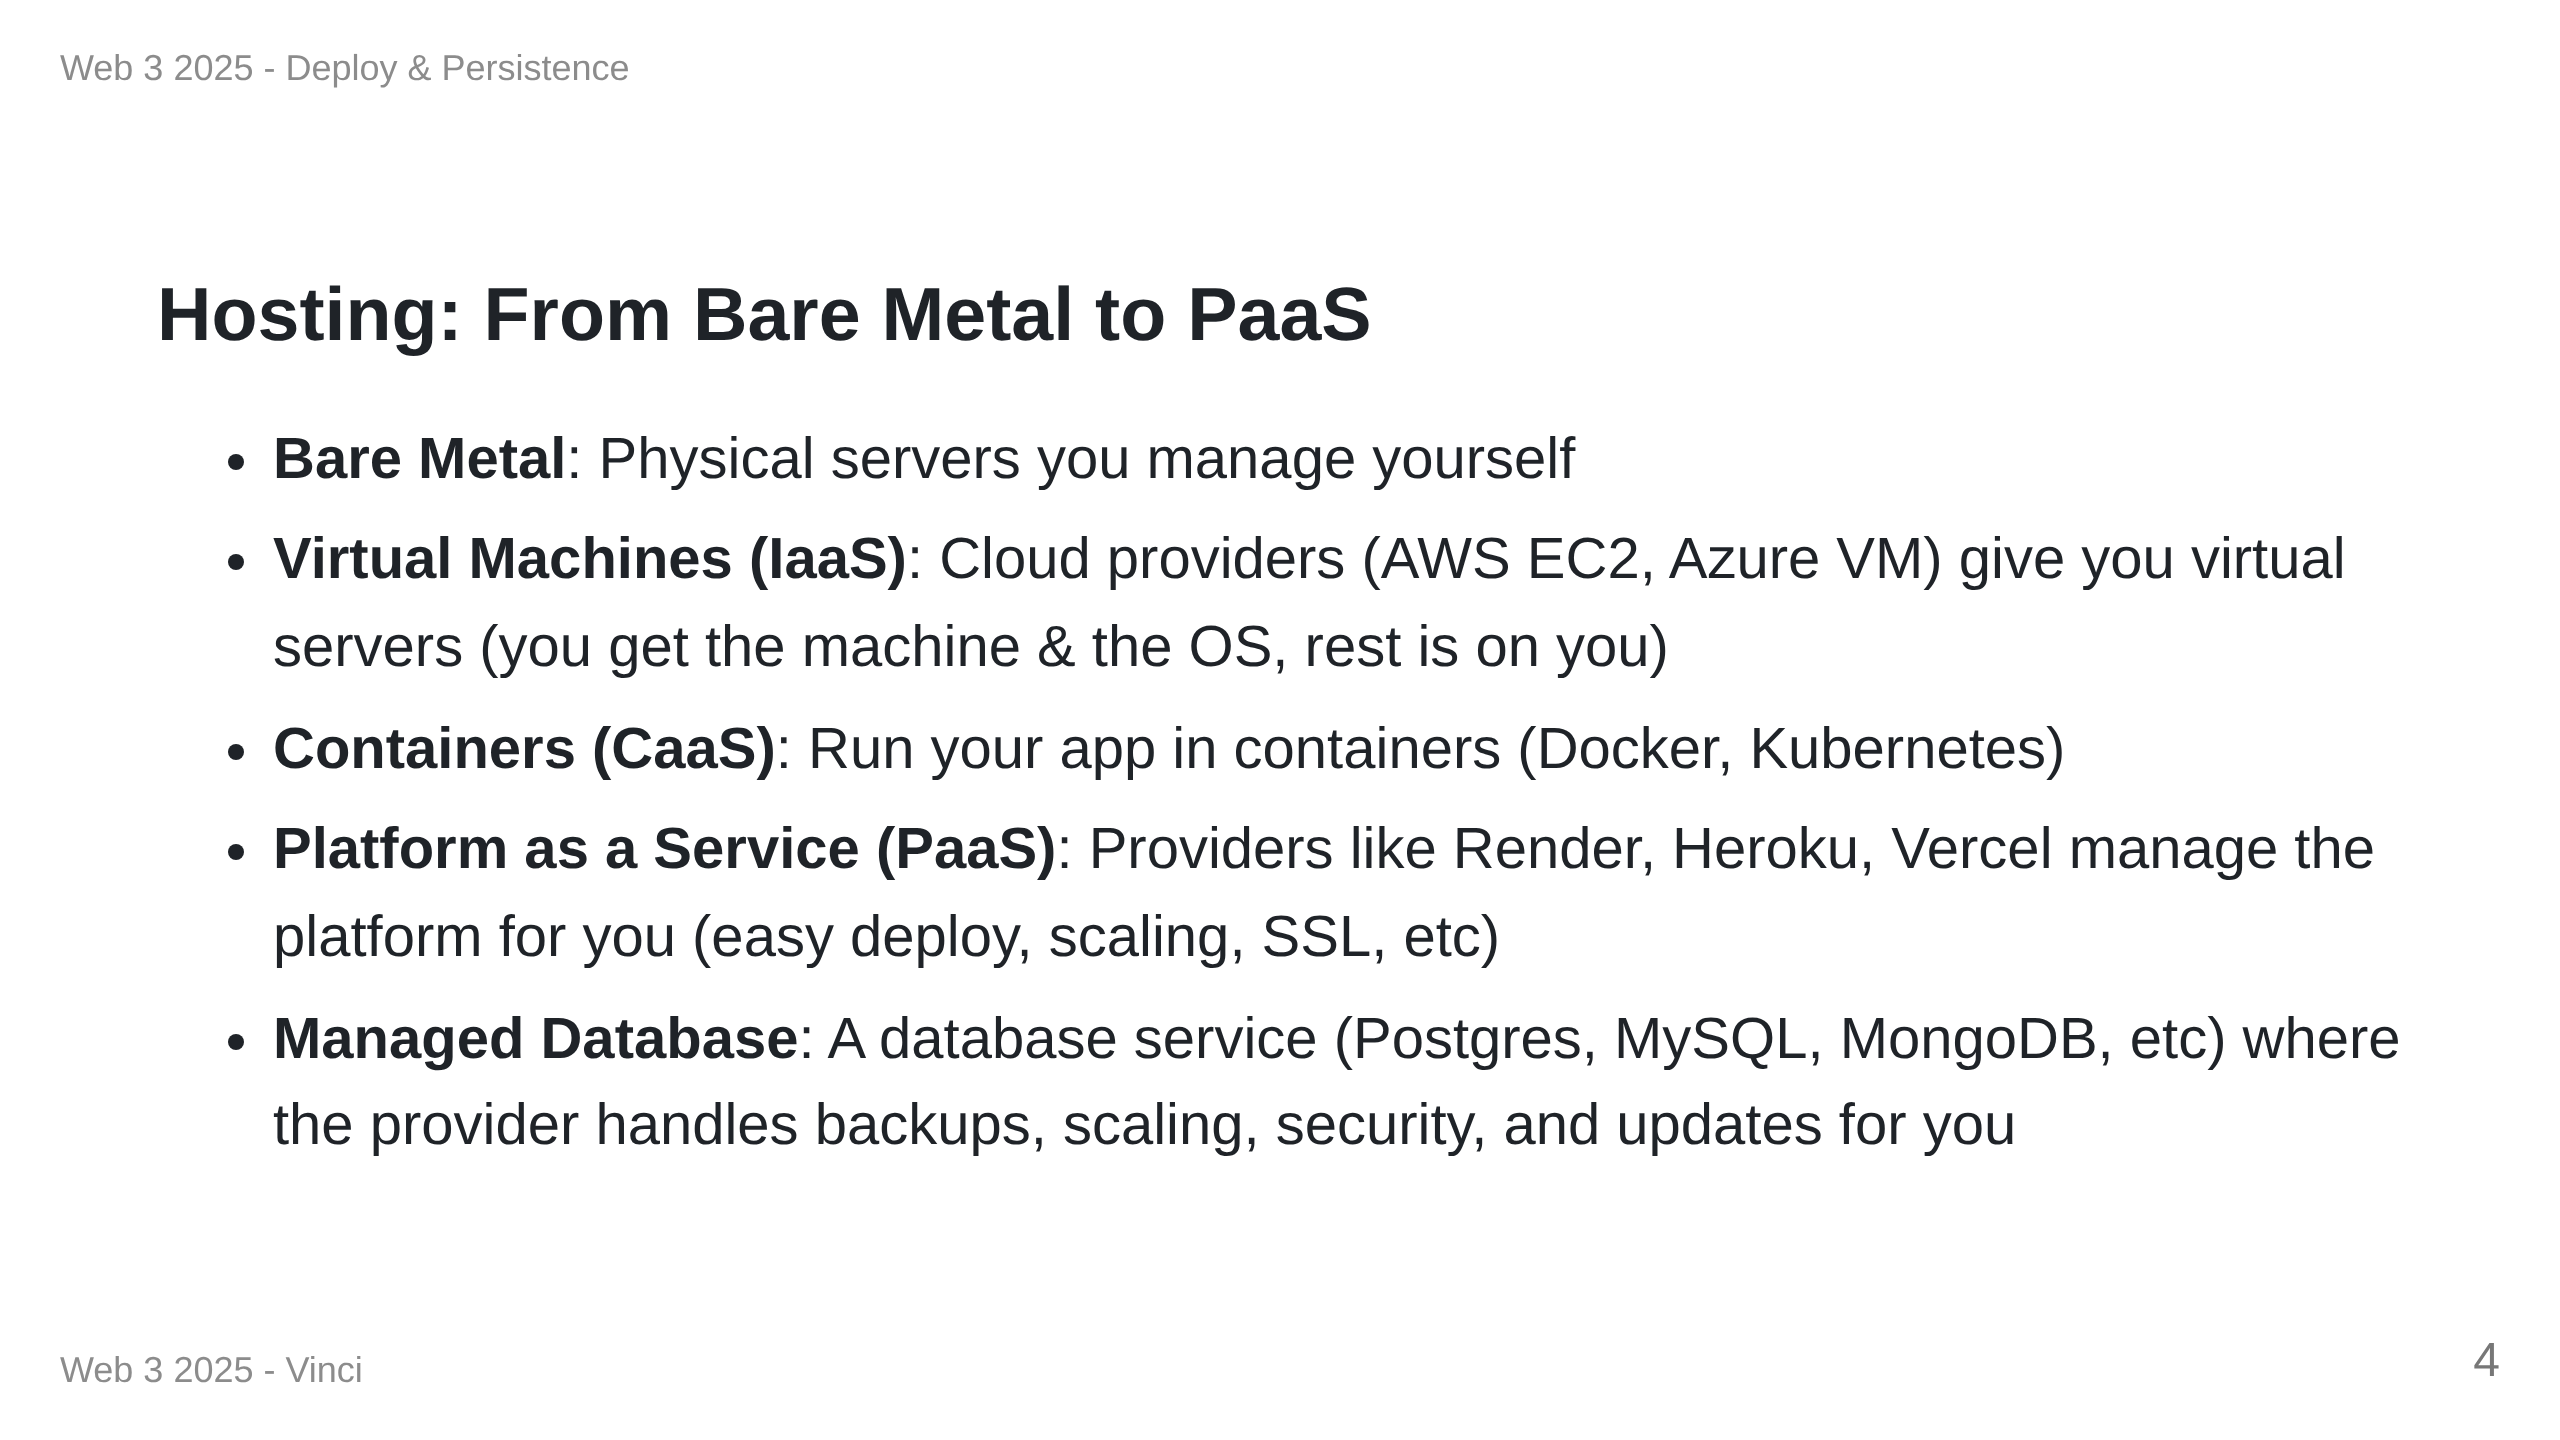 Web 3 2025 - Deploy & Persistence
Hosting: From Bare Metal to PaaS
• Bare Metal: Physical servers you manage yourself
• Virtual Machines (IaaS): Cloud providers (AWS EC2, Azure VM) give you virtual
servers (you get the machine & the OS, rest is on you)
• Containers (CaaS): Run your app in containers (Docker, Kubernetes)
• Platform as a Service (PaaS): Providers like Render, Heroku, Vercel manage the
platform for you (easy deploy, scaling, SSL, etc)
• Managed Database: A database service (Postgres, MySQL, MongoDB, etc) where
the provider handles backups, scaling, security, and updates for you
Web 3 2025 - Vinci
4